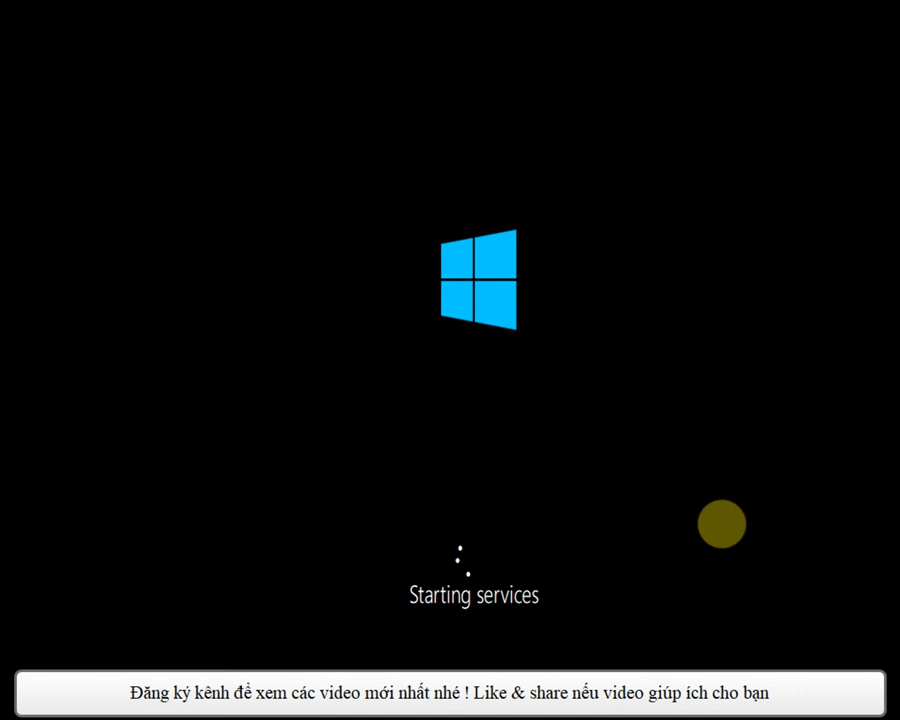 Starting services
Đăng ký kênh để xem các video mới nhất nhé ! Like & share nếu video giúp ích cho bạn